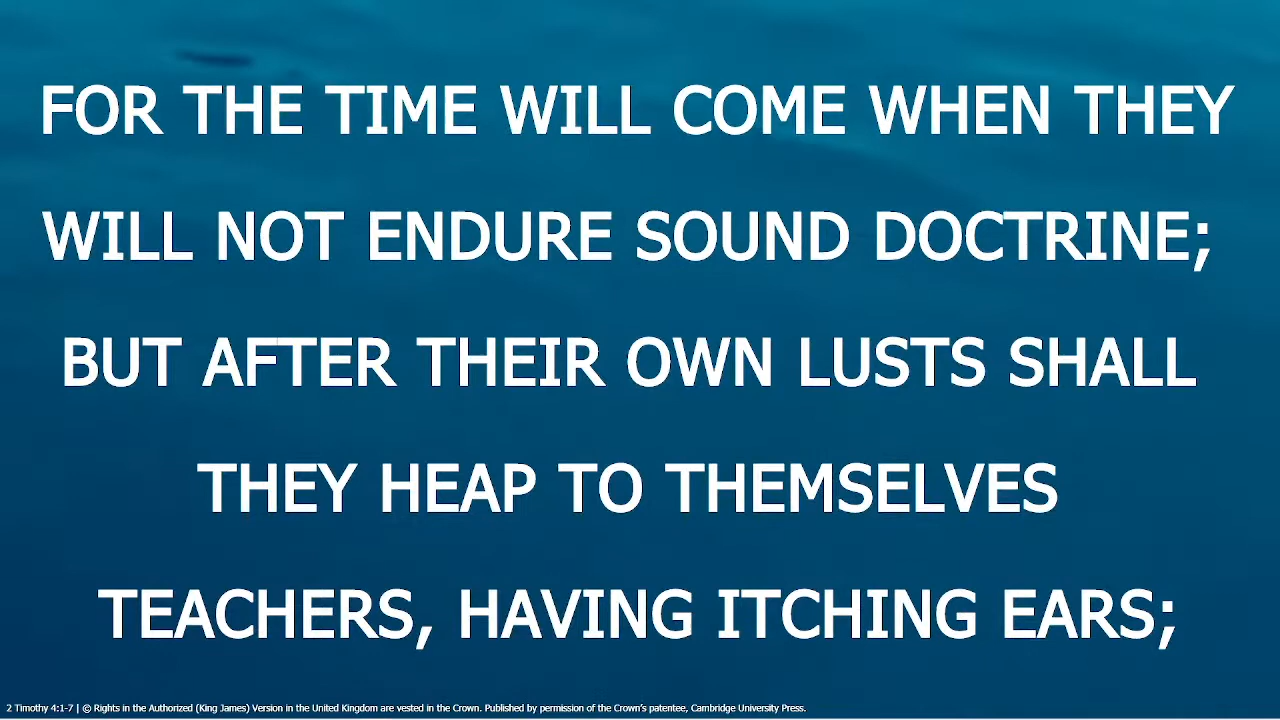 FOR THE TIME WILL COME WHEN THEY
WILL NOT ENDURE SOUND DOCTRINE;
BUT AFTER THEIR OWN LUSTS SHALL
THEY HEAP TO THEMSELVES
TEACHERS, HAVING ITCHING EARS;
2 Timothy 4:1-7 | © Rights in the Authorized (King James) Version in the United Kingdom are vested in the Crown. Published by permission of the Crown's patentee, Cambridge University Press.